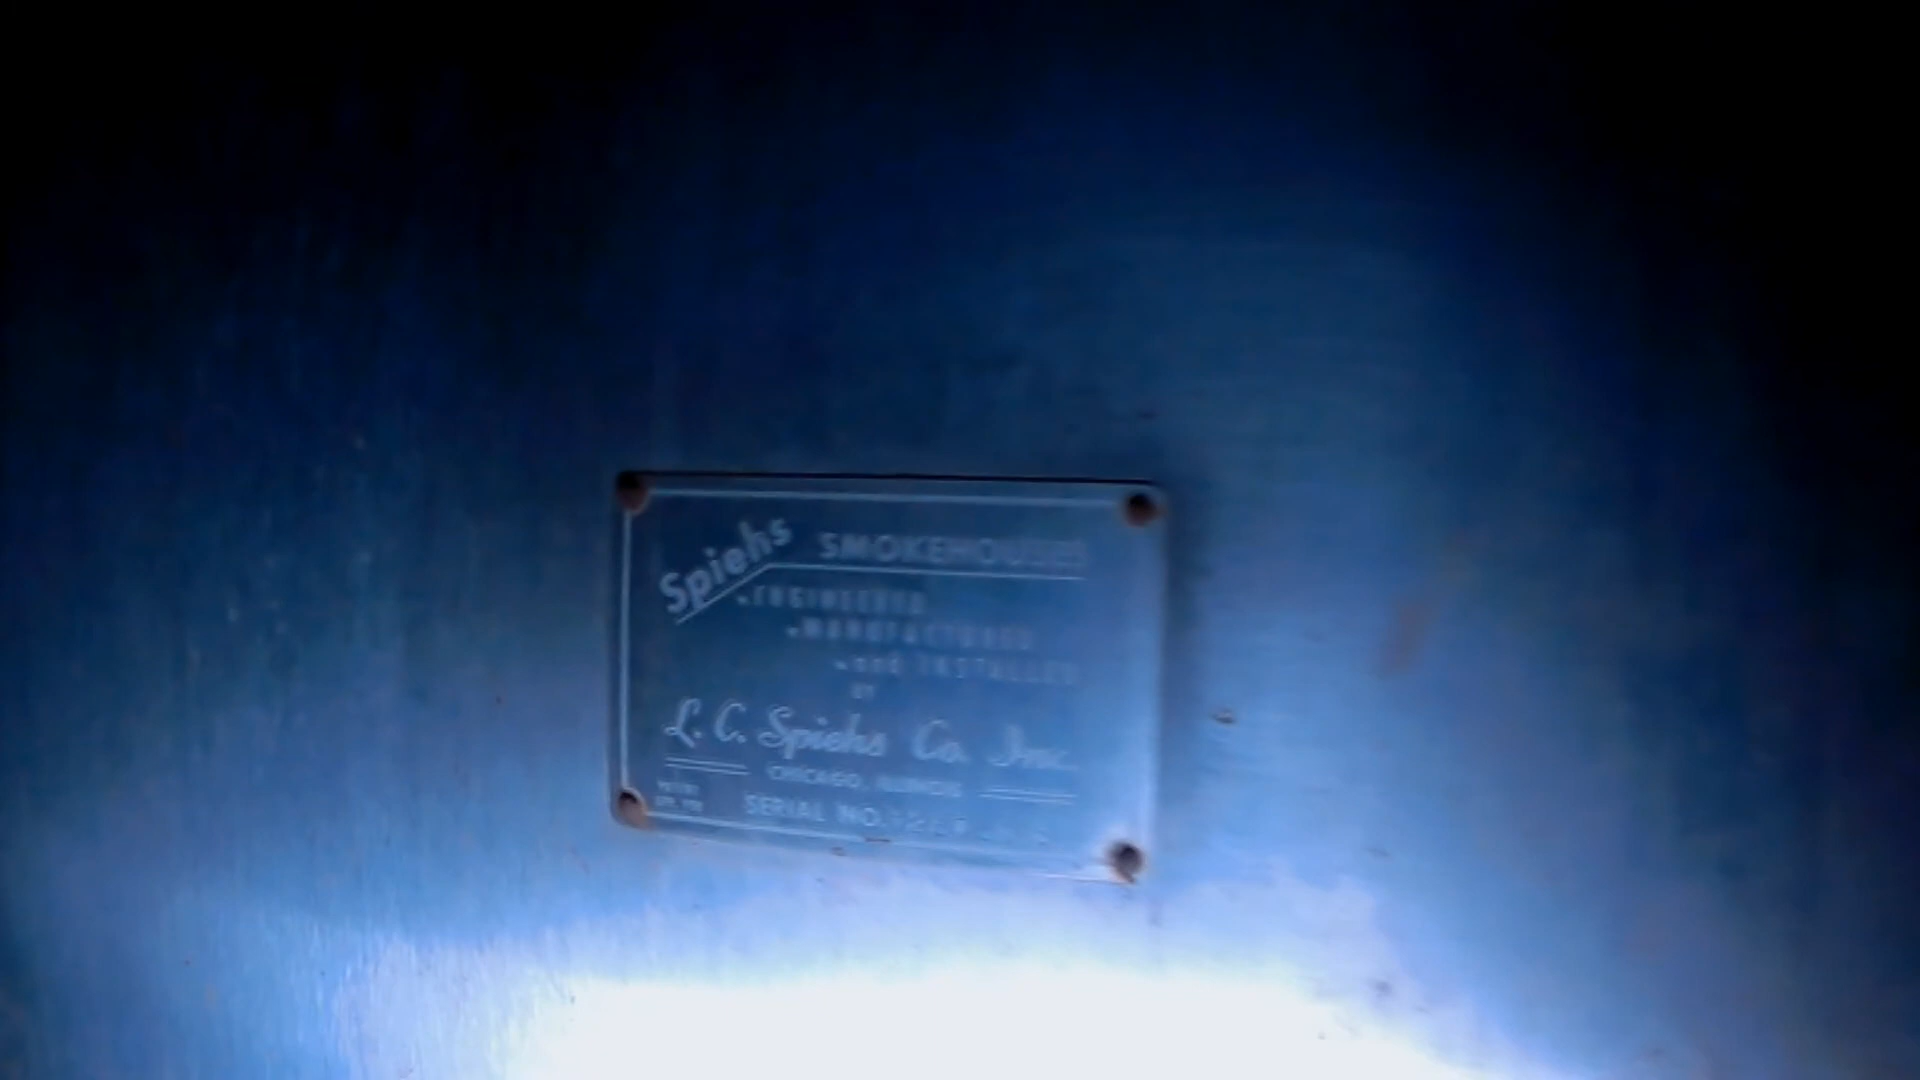 Spiehs SMOKEHOUSES
ENGINEERED
MANUFACTURED
and INSTALLED
BY
L. C. Spiehs Co. Inc.
CHICAGO, ILLINOIS
SERIAL NO.